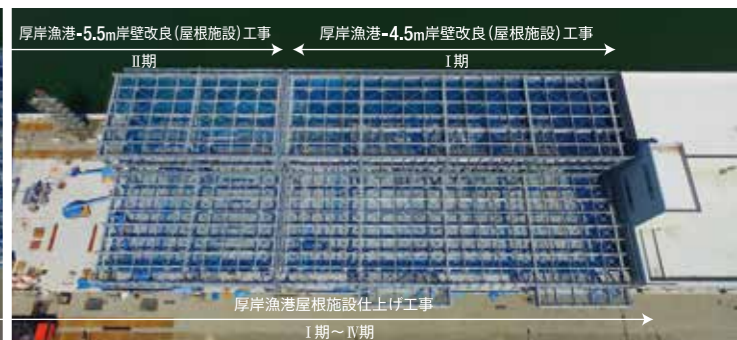 厚岸漁港-5.5m岸壁改良(屋根施設)工事
Ⅱ期
厚岸漁港-4.5m岸壁改良(屋根施設)工事
Ⅰ期
厚岸漁港屋根施設仕上げ工事
Ⅰ期〜Ⅳ期